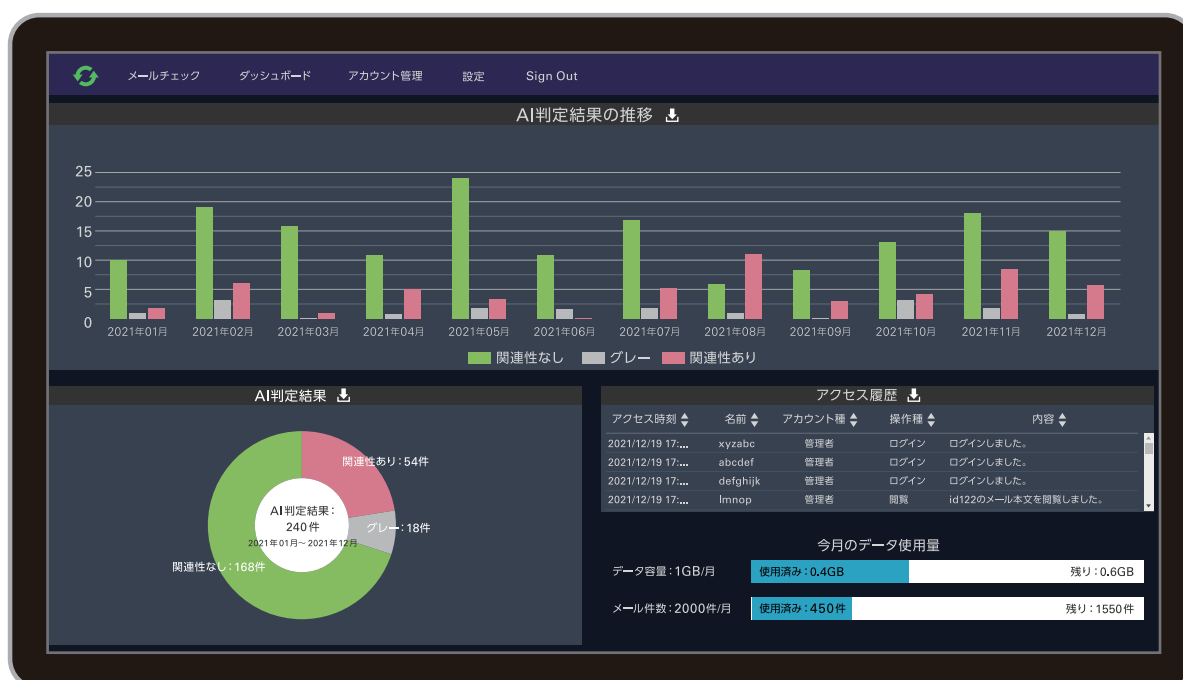 メールチェック ダッシュボード アカウント管理 設定 Sign Out
AI判定結果の推移
25
20
15
10
5
0
2021年01月 2021年02月 2021年03月 2021年04月 2021年05月 2021年06月 2021年07月 2021年08月 2021年09月 2021年10月 2021年11月 2021年12月
関連性なし グレー 関連性あり
AI判定結果
関連性あり:54件
グレー:18件
関連性なし:168件
AI判定結果:
240件
2021年01月~2021年12月
アクセス履歴
アクセス時刻 名前 アカウント種 操作種 内容
2021/12/19 17:... xyzabc 管理者 ログイン ログインしました。
2021/12/19 17:... abcdef 管理者 ログイン ログインしました。
2021/12/19 17:... defghijk 管理者 ログイン ログインしました。
2021/12/19 17:... lmnop 管理者 閲覧 id122のメール本文を閲覧しました。
今月のデータ使用量
データ容量:1GB/月 使用済み:0.4GB 残り:0.6GB
メール件数:2000件/月 使用済み:450件 残り:1550件